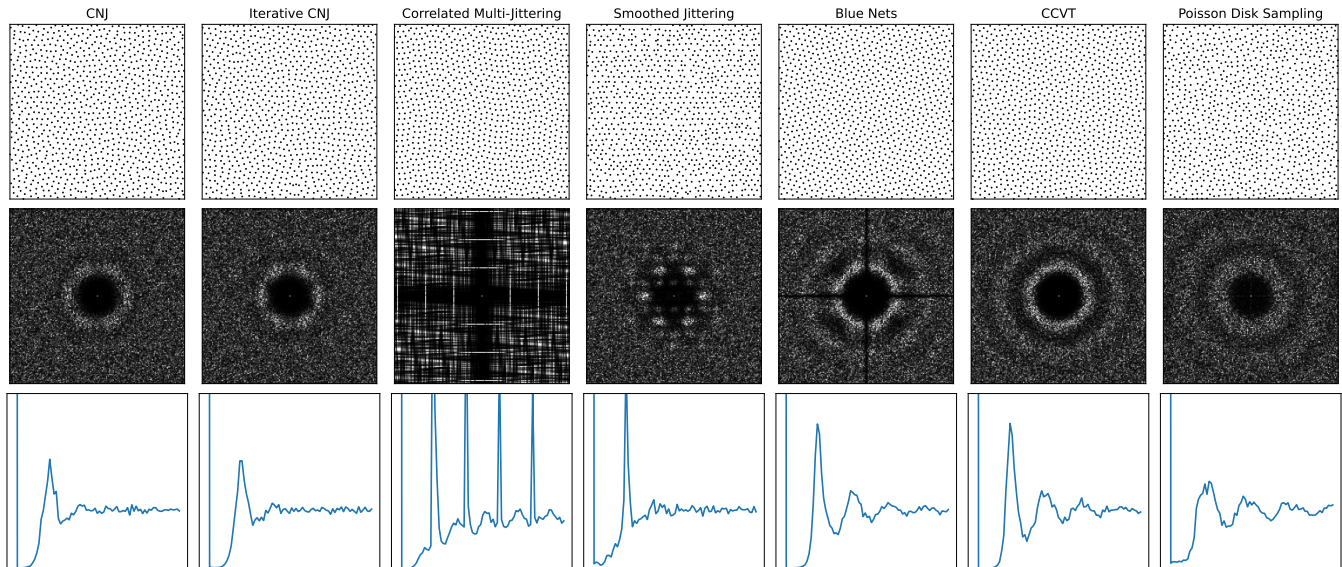 CNJ
Iterative CNJ
Correlated Multi-Jittering
Smoothed Jittering
Blue Nets
CCVT
Poisson Disk Sampling